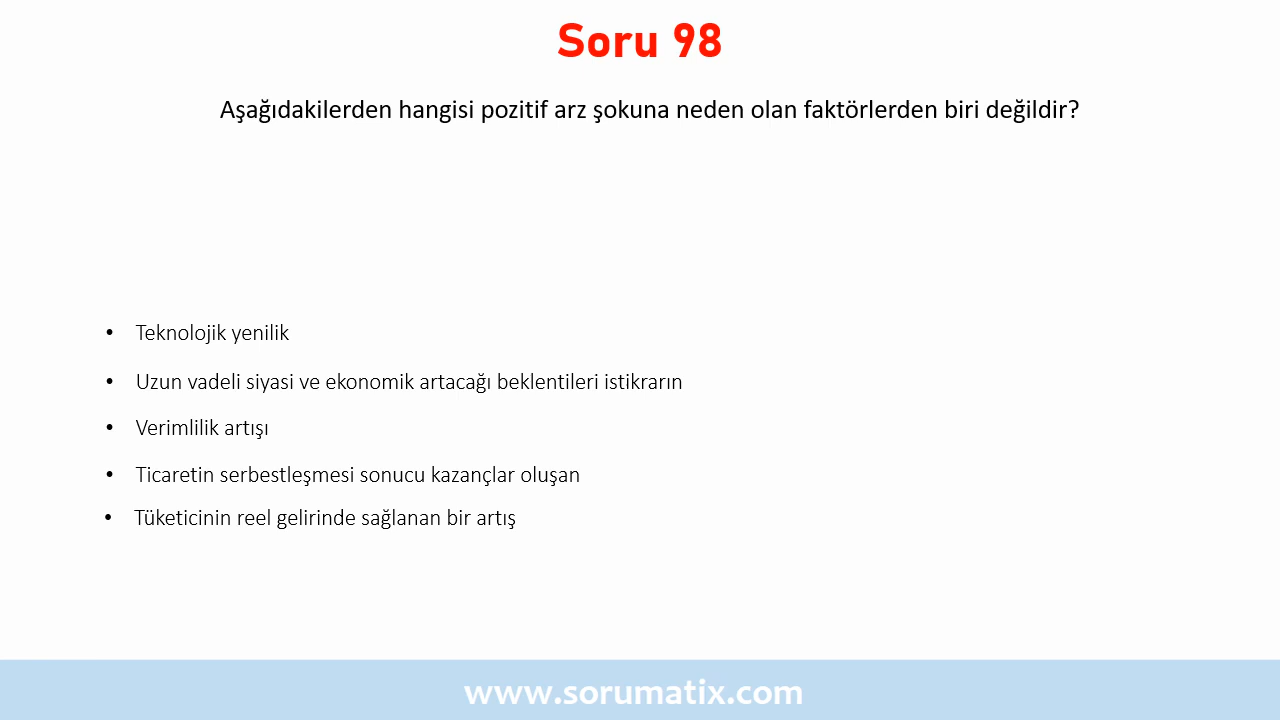 Soru 98
Aşağıdakilerden hangisi pozitif arz şokuna neden olan faktörlerden biri değildir?
• Teknolojik yenilik
• Uzun vadeli siyasi ve ekonomik artacağı beklentileri istikrarın
• Verimlilik artışı
• Ticaretin serbestleşmesi sonucu kazançlar oluşan
• Tüketicinin reel gelirinde sağlanan bir artış
www.sorumatix.com